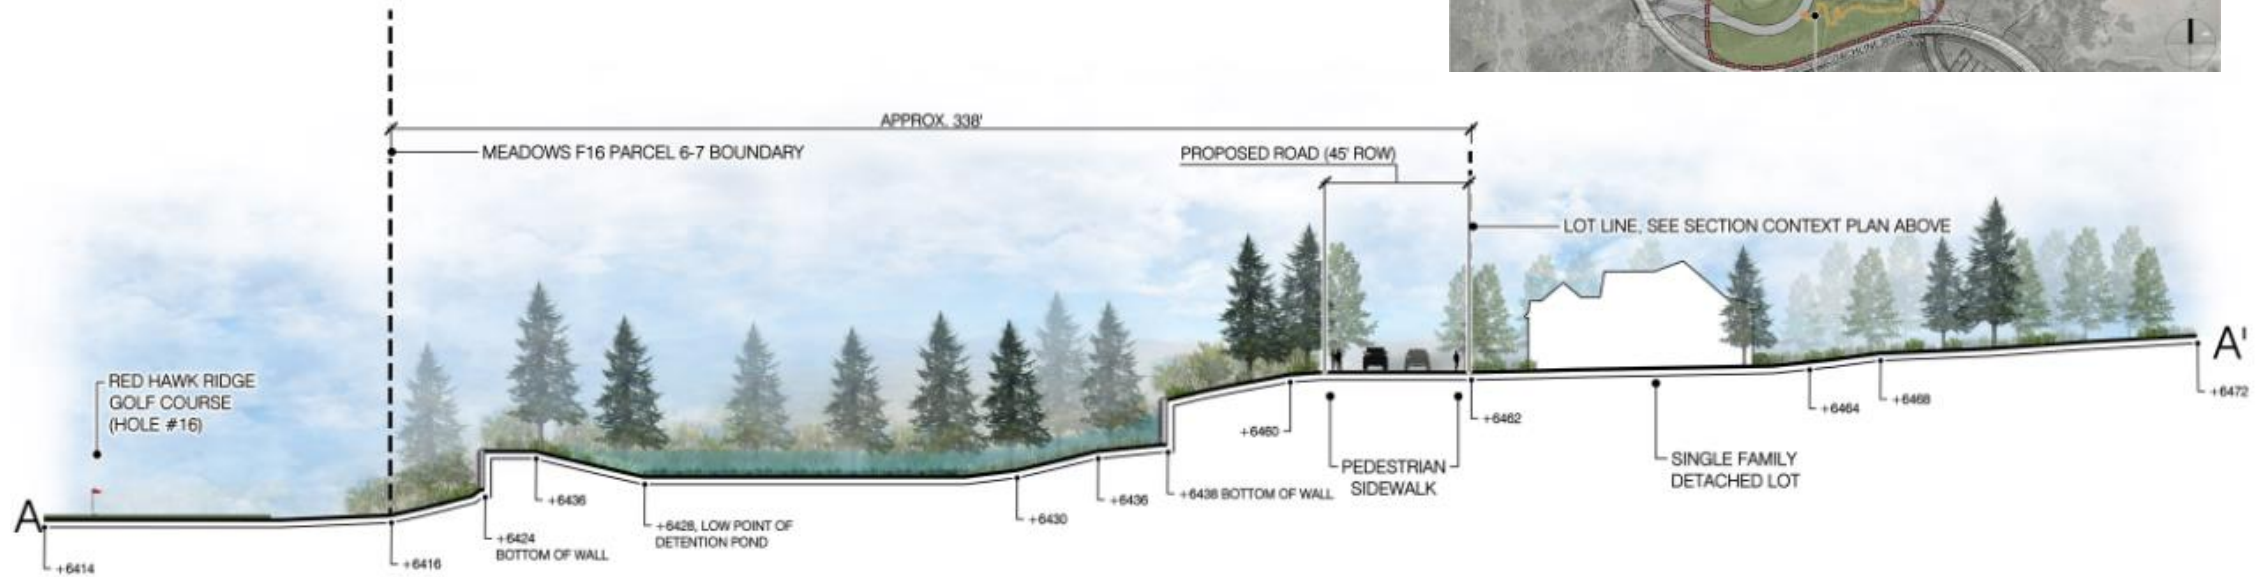 APPROX. 338'
MEADOWS F16 PARCEL 6-7 BOUNDARY
PROPOSED ROAD (45' ROW)
LOT LINE, SEE SECTION CONTEXT PLAN ABOVE
RED HAWK RIDGE
GOLF COURSE
(HOLE #16)
A
A'
+6414
+6416
+6424
BOTTOM OF WALL
+6436
+6428, LOW POINT OF
DETENTION POND
+6430
+6436
+6438 BOTTOM OF WALL
+6460
PEDESTRIAN
SIDEWALK
+6462
SINGLE FAMILY
DETACHED LOT
+6464
+6468
+6472